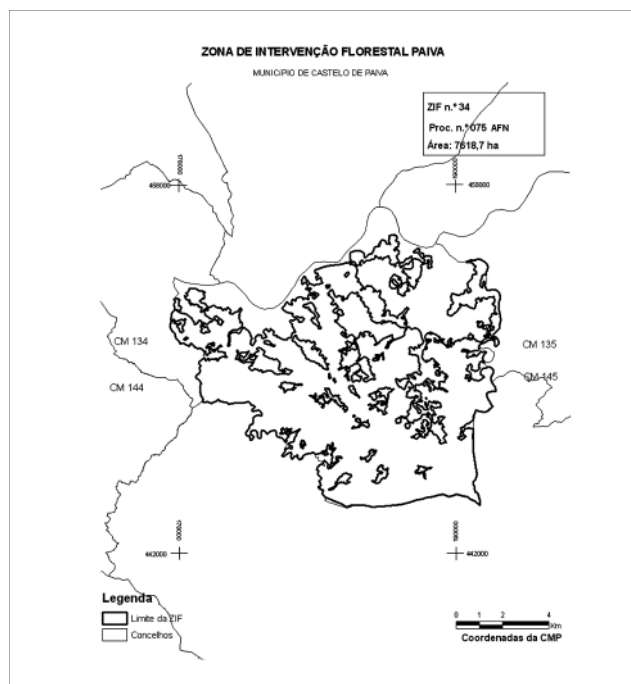 ZONA DE INTERVENÇÃO FLORESTAL PAIVA
MUNICIPIO DE CASTELO DE PAIVA
ZIF n.º 34
Proc. n.º 075 AFN
Área: 7618,7 ha
170000
458000
458000
CM 134
CM 135
CM 144
CM 145
170000
442000
442000
Legenda
Limite da ZIF
Concelhos
0 1 2 4
Km
Coordenadas da CMP